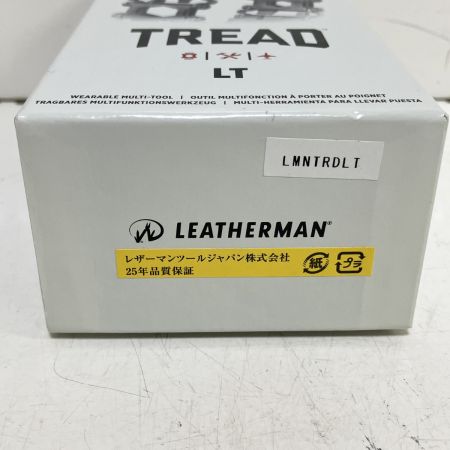 TREAD
LT
WEARABLE MULTI-TOOL | OUTIL MULTIFONCTION À PORTER AU POIGNET
TRAGBARES MULTIFUNKTIONSWERKZEUG | MULTI-HERRAMIENTA PARA LLEVAR PUESTA
LMNTRDLT
LEATHERMAN®
レザーマンツールジャパン株式会社
25年品質保証
紙 プラ